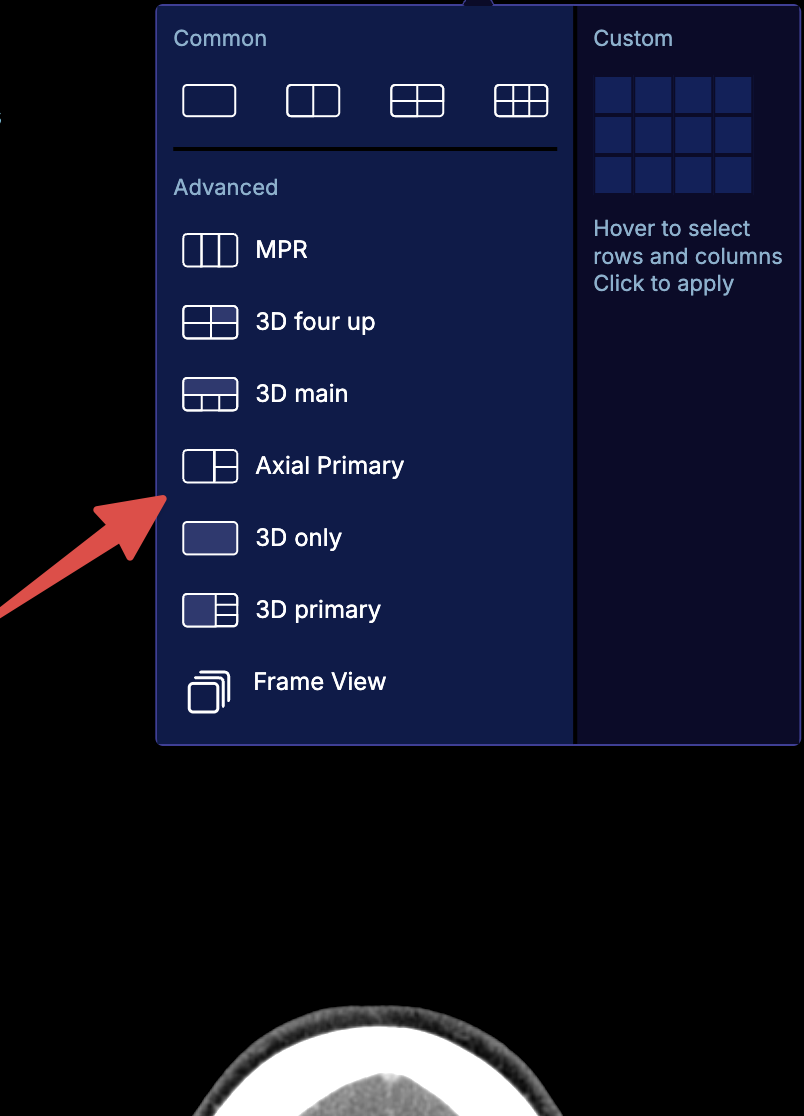 Common
Advanced
MPR
3D four up
3D main
Axial Primary
3D only
3D primary
Frame View
Custom
Hover to select
rows and columns
Click to apply